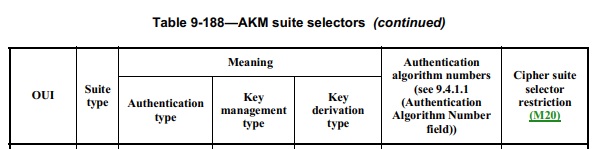 Table 9-188—AKM suite selectors (continued)
OUI
Suite
type
Meaning
Authentication
type
Key
management
type
Key
derivation
type
Authentication
algorithm numbers
(see 9.4.1.1
(Authentication
Algorithm Number
field))
Cipher suite
selector
restriction
(M20)